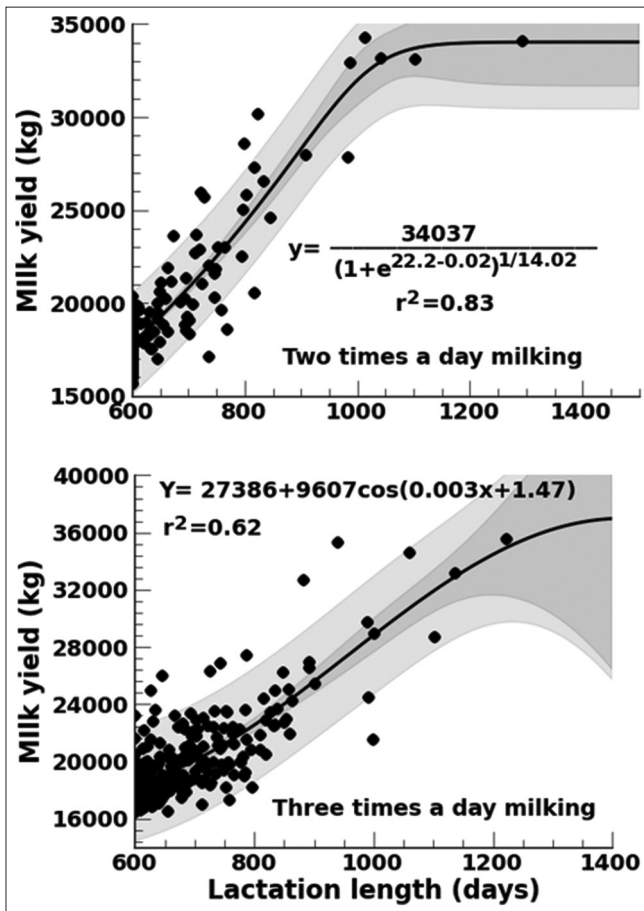 35000
30000
25000
20000
15000
MIlk yield (kg)
y= 34037
(1+e^22.2-0.02)^1/14.02
r²=0.83
Two times a day milking
600 800 1000 1200 1400
40000
36000
32000
28000
24000
20000
16000
MIlk yield (kg)
Y= 27386+9607cos(0.003x+1.47)
r²=0.62
Three times a day milking
600 800 1000 1200 1400
Lactation length (days)